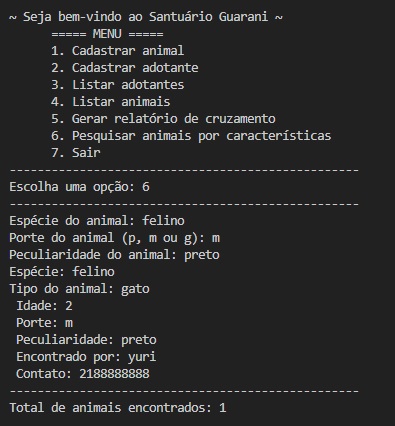 ~ Seja bem-vindo ao Santuário Guarani ~
===== MENU =====
1. Cadastrar animal
2. Cadastrar adotante
3. Listar adotantes
4. Listar animais
5. Gerar relatório de cruzamento
6. Pesquisar animais por características
7. Sair
--------------------------------------------------
Escolha uma opção: 6
--------------------------------------------------
Espécie do animal: felino
Porte do animal (p, m ou g): m
Peculiaridade do animal: preto
Espécie: felino
Tipo do animal: gato
Idade: 2
Porte: m
Peculiaridade: preto
Encontrado por: yuri
Contato: 2188888888
--------------------------------------------------
Total de animais encontrados: 1